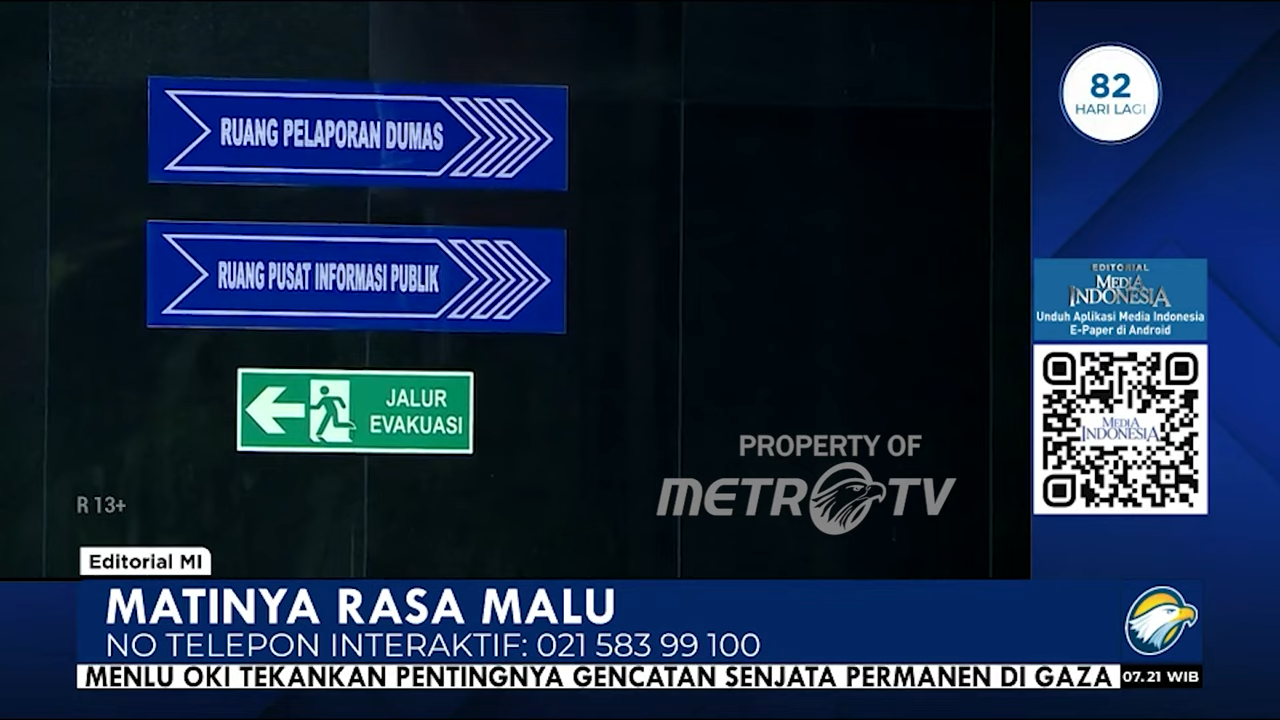 RUANG PELAPORAN DUMAS
RUANG PUSAT INFORMASI PUBLIK
JALUR
EVAKUASI
82
HARI LAGI
EDITORIAL
MEDIA
INDONESIA
Unduh Aplikasi Media Indonesia
E-Paper di Android
MEDIA
INDONESIA
PROPERTY OF
METRO TV
R 13+
Editorial MI
MATINYA RASA MALU
NO TELEPON INTERAKTIF: 021 583 99 100
MENLU OKI TEKANKAN PENTINGNYA GENCATAN SENJATA PERMANEN DI GAZA
07.21 WIB